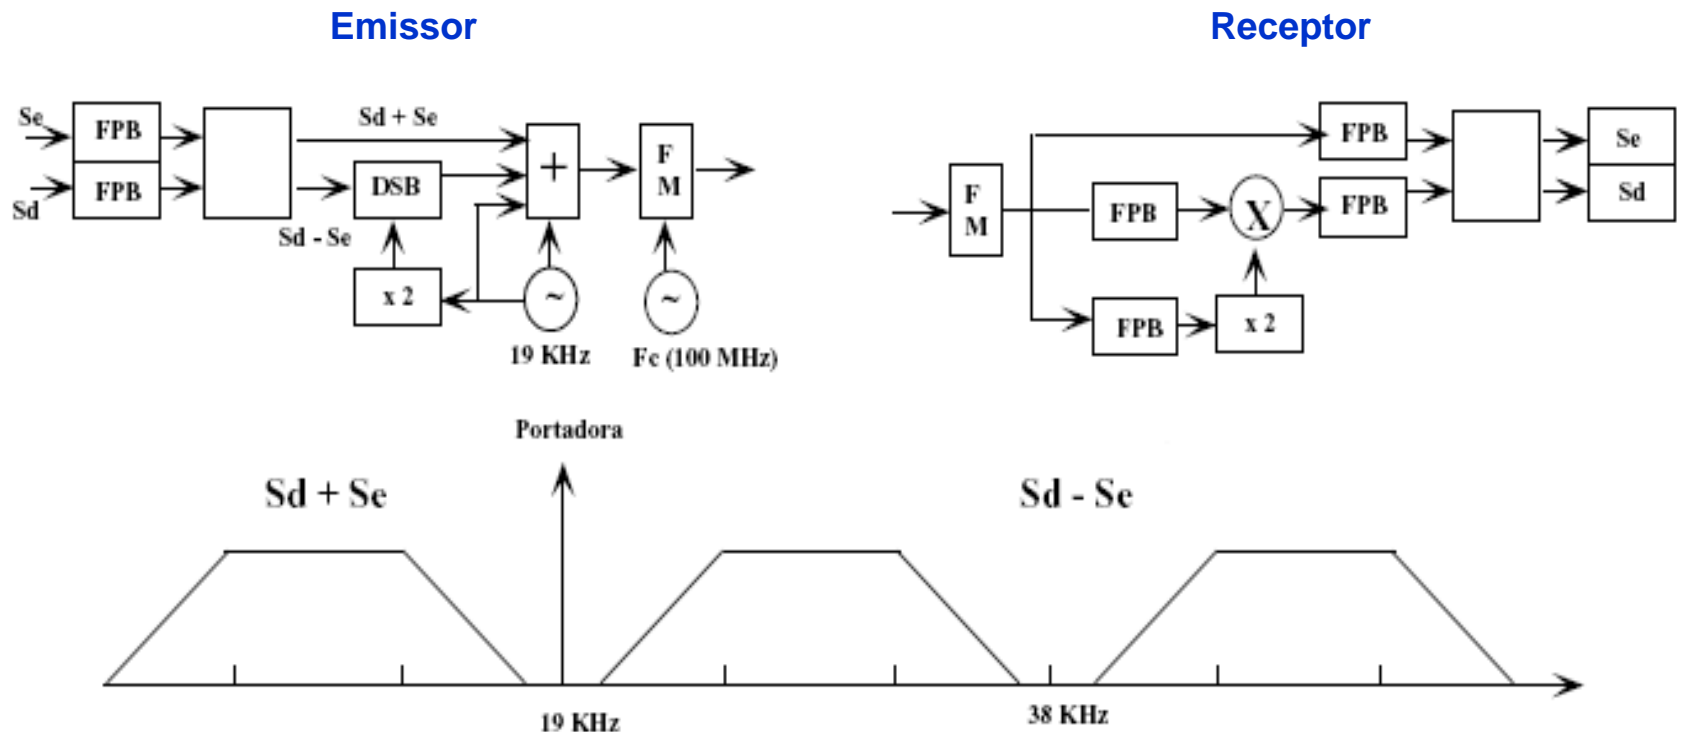 Emissor
Receptor
Se
FPB
Sd + Se
Sd
FPB
DSB
Sd - Se
x 2
+
~
19 KHz
F
M
~
Fc (100 MHz)
F
M
FPB
FPB
X
FPB
FPB
x 2
Se
Sd
Portadora
Sd + Se
Sd - Se
19 KHz
38 KHz